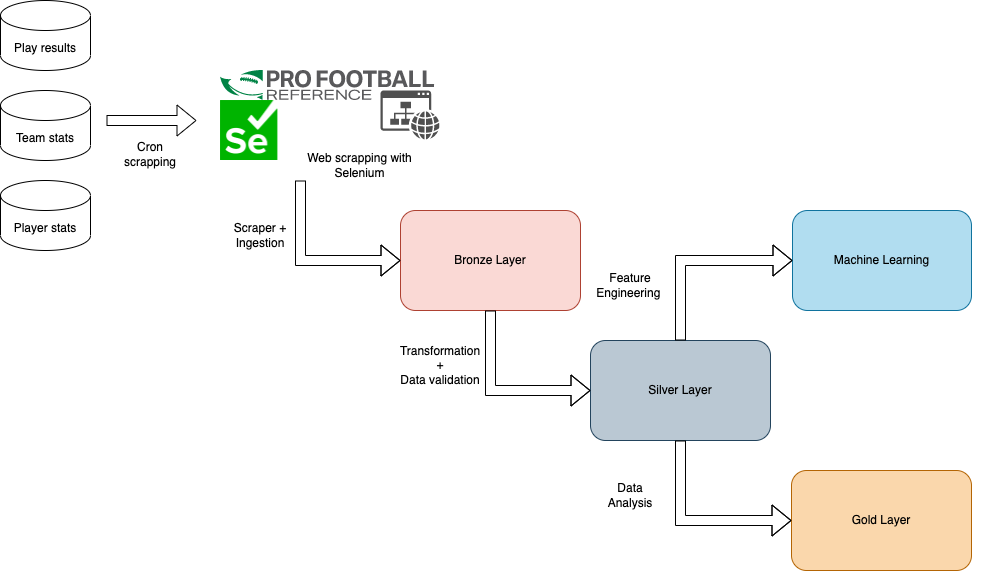 Play results
Team stats
Player stats
Cron
scrapping
PRO FOOTBALL
REFERENCE
Se
Web scrapping with
Selenium
Scraper +
Ingestion
Bronze Layer
Transformation
+
Data validation
Silver Layer
Feature
Engineering
Machine Learning
Data
Analysis
Gold Layer